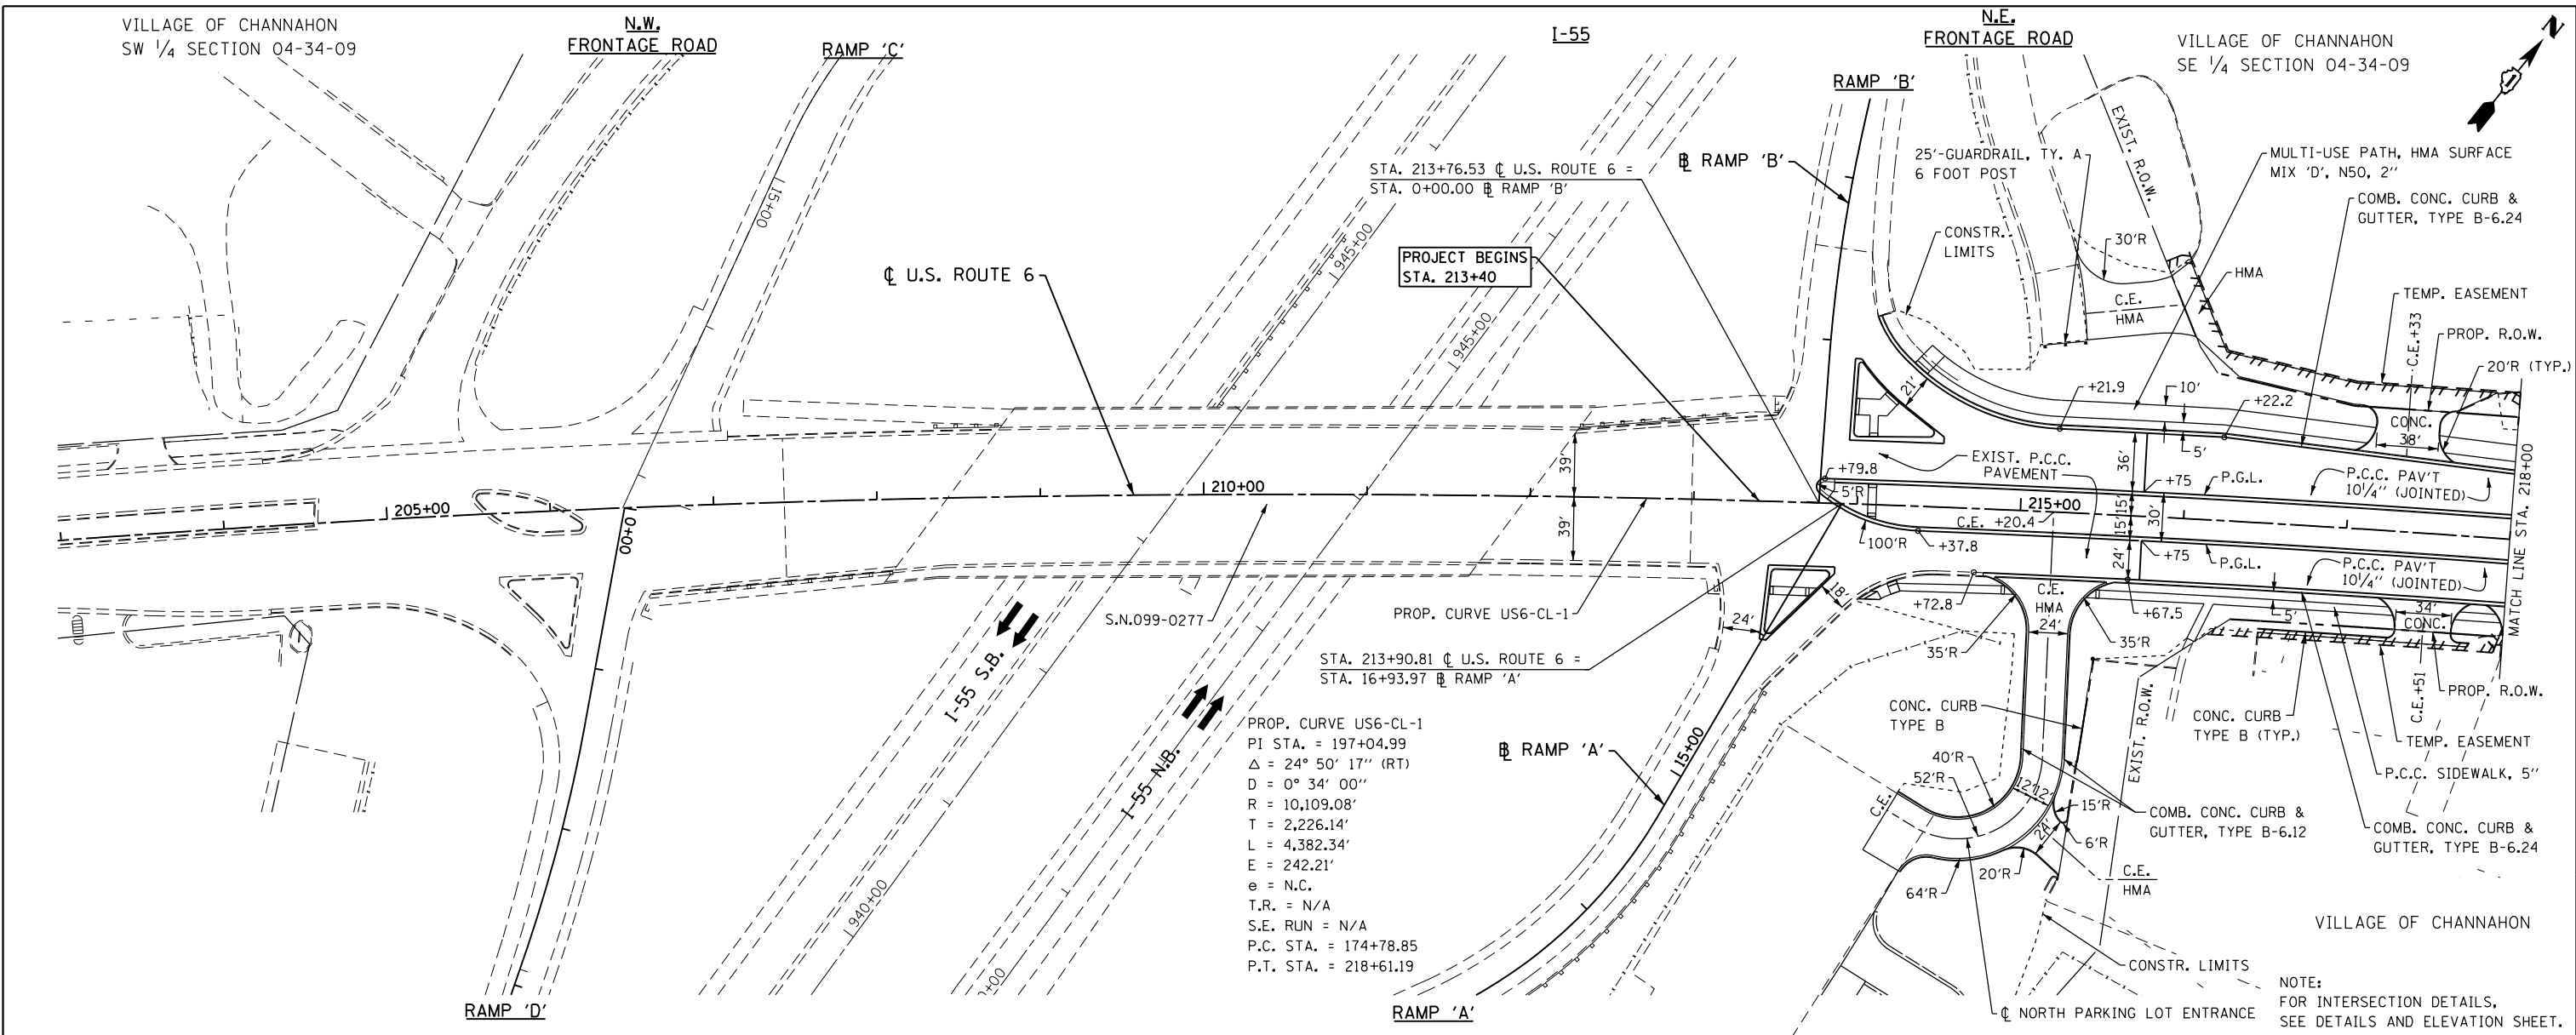 VILLAGE OF CHANNAHON
SW 1/4 SECTION 04-34-09
N.W.
FRONTAGE ROAD
RAMP 'C'
I-55
N.E.
FRONTAGE ROAD
VILLAGE OF CHANNAHON
SE 1/4 SECTION 04-34-09
N
RAMP 'B'
EXIST. R.O.W.
15+00
945+00
945+00
STA. 213+76.53 ℄ U.S. ROUTE 6 =
STA. 0+00.00 ⅊ RAMP 'B'
⅊ RAMP 'B'
25'-GUARDRAIL, TY. A
6 FOOT POST
MULTI-USE PATH, HMA SURFACE
MIX 'D', N50, 2''
COMB. CONC. CURB &
GUTTER, TYPE B-6.24
CONSTR.
LIMITS
30'R
HMA
C.E.
HMA
TEMP. EASEMENT
C.E.+33
PROP. R.O.W.
20'R (TYP.)
℄ U.S. ROUTE 6
PROJECT BEGINS
STA. 213+40
21'
+21.9
10'
+22.2
5'
CONC.
38'
39'
39'
EXIST. P.C.C.
PAVEMENT
36'
+79.8
5'R
+75
P.G.L.
P.C.C. PAV'T
10 1/4'' (JOINTED)
205+00
210+00
215+00
15'
15'
30'
C.E. +20.4
100'R
+37.8
24'
+75
P.G.L.
P.C.C. PAV'T
10 1/4'' (JOINTED)
MATCH LINE STA. 218+00
0+00
S.N.099-0277
PROP. CURVE US6-CL-1
24'
18'
+72.8
C.E.
HMA
24'
+67.5
5'
34'
CONC.
35'R
35'R
STA. 213+90.81 ℄ U.S. ROUTE 6 =
STA. 16+93.97 ⅊ RAMP 'A'
I-55 S.B.
I-55 N.B.
CONC. CURB
TYPE B
EXIST. R.O.W.
CONC. CURB
TYPE B (TYP.)
C.E.+51
PROP. R.O.W.
TEMP. EASEMENT
P.C.C. SIDEWALK, 5''
COMB. CONC. CURB &
GUTTER, TYPE B-6.24
PROP. CURVE US6-CL-1
PI STA. = 197+04.99
Δ = 24° 50' 17'' (RT)
D = 0° 34' 00''
R = 10,109.08'
T = 2,226.14'
L = 4,382.34'
E = 242.21'
e = N.C.
T.R. = N/A
S.E. RUN = N/A
P.C. STA. = 174+78.85
P.T. STA. = 218+61.19
⅊ RAMP 'A'
15+00
40'R
52'R
12'
12'
15'R
C.E.
24'
6'R
COMB. CONC. CURB &
GUTTER, TYPE B-6.12
20'R
64'R
C.E.
HMA
940+00
0+00
VILLAGE OF CHANNAHON
CONSTR. LIMITS
℄ NORTH PARKING LOT ENTRANCE
NOTE:
FOR INTERSECTION DETAILS,
SEE DETAILS AND ELEVATION SHEET.
RAMP 'D'
RAMP 'A'